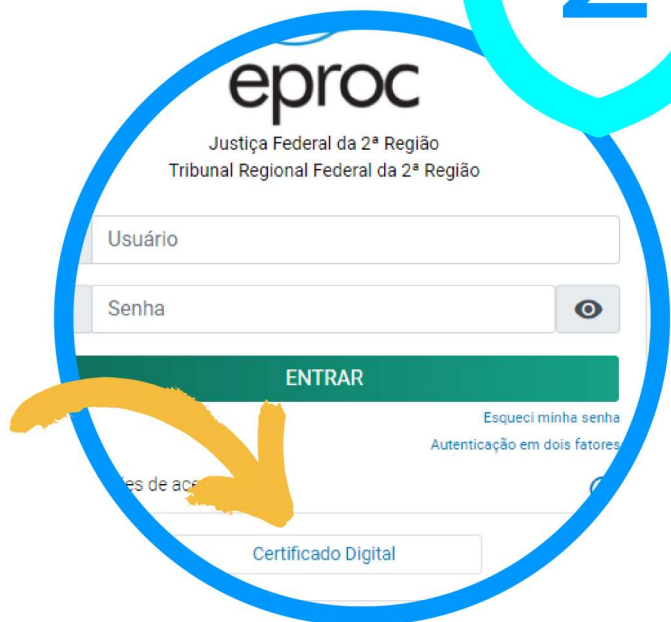 eproc
Justiça Federal da 2ª Região
Tribunal Regional Federal da 2ª Região
Usuário
Senha
ENTRAR
Esqueci minha senha
Autenticação em dois fatores
de
Certificado Digital